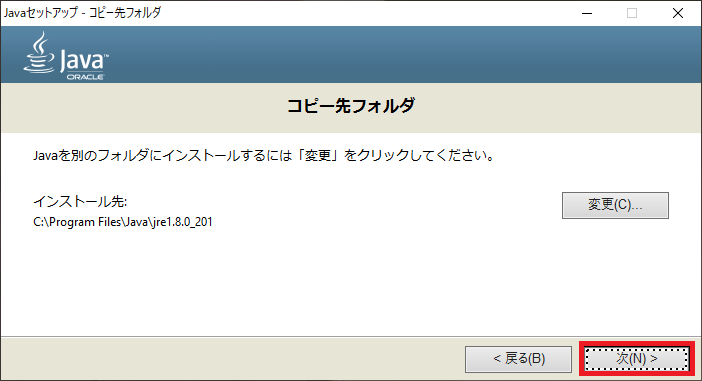 Javaセットアップ - コピー先フォルダ
Java™
ORACLE
コピー先フォルダ
Javaを別のフォルダにインストールするには「変更」をクリックしてください。
インストール先:
変更(C)...
C:\Program Files\Java\jre1.8.0_201
< 戻る(B)
次(N) >